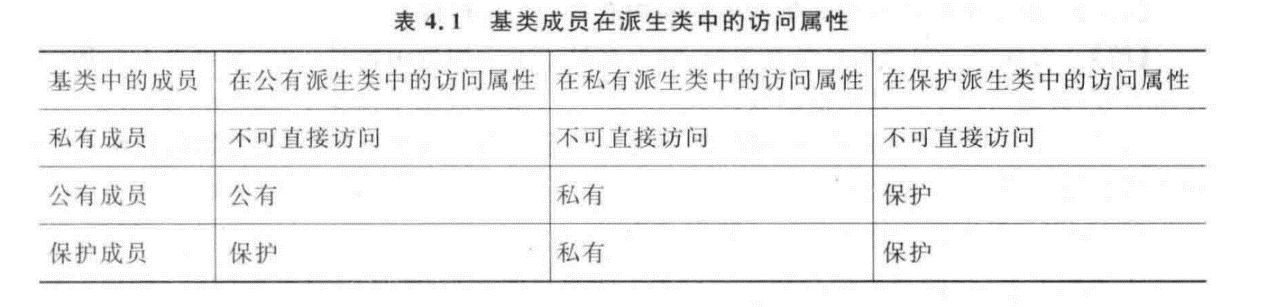 表 4.1 基类成员在派生类中的访问属性
基类中的成员 在公有派生类中的访问属性 在私有派生类中的访问属性 在保护派生类中的访问属性
私有成员 不可直接访问 不可直接访问 不可直接访问
公有成员 公有 私有 保护
保护成员 保护 私有 保护